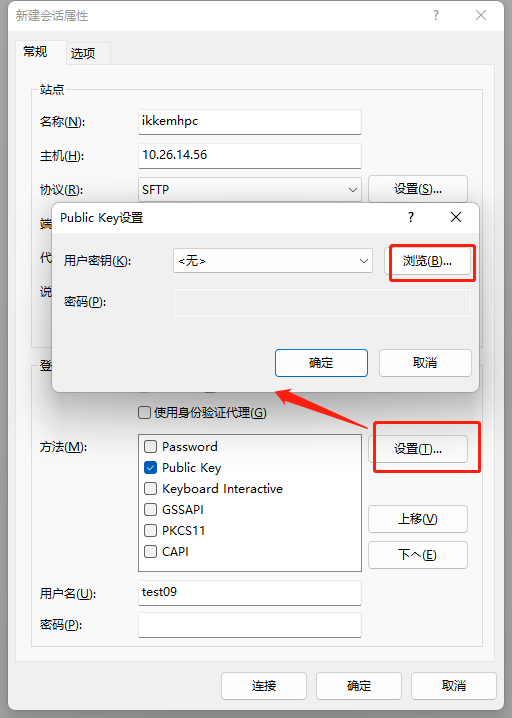 新建会话属性
常规 选项
站点
名称(N): ikkemhpc
主机(H): 10.26.14.56
协议(R): SFTP 设置(S)...
端
代
说
Public Key设置
用户密钥(K): <无> 浏览(B)...
密码(P):
确定 取消
登
使用身份验证代理(G)
方法(M): Password 设置(T)...
Public Key
Keyboard Interactive
GSSAPI
PKCS11
CAPI
上移(V)
下へ(E)
用户名(U): test09
密码(P):
连接 确定 取消